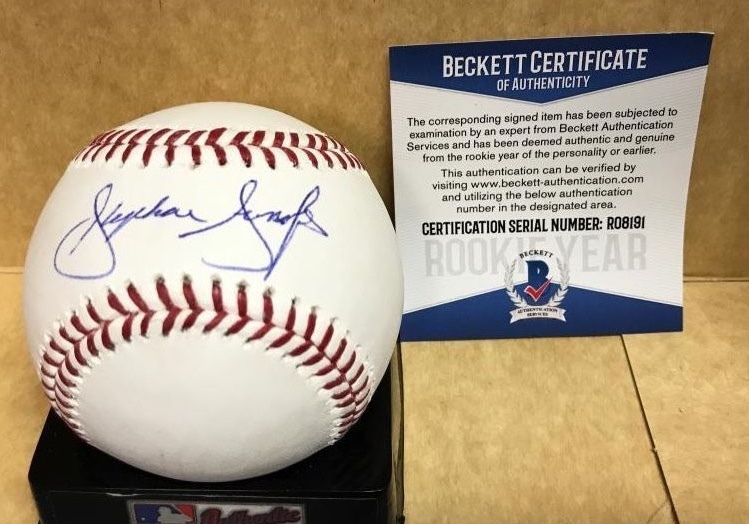 BECKETT CERTIFICATE
OF AUTHENTICITY
The corresponding signed item has been subjected to
examination by an expert from Beckett Authentication
Services and has been deemed authentic and genuine
from the rookie year of the personality or earlier.
This authentication can be verified by
visiting www.beckett-authentication.com
and utilizing the below authentication
number in the designated area.
CERTIFICATION SERIAL NUMBER: R08191
ROOKIE YEAR
BECKETT
B
AUTHENTICATION
SERVICES
Authentic